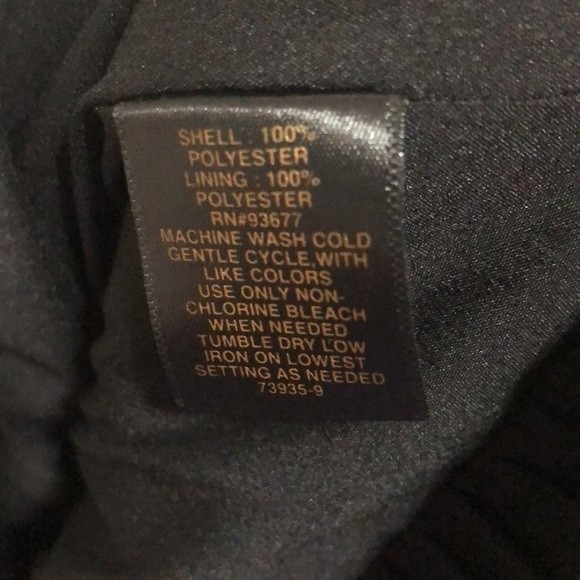 SHELL : 100%
POLYESTER
LINING : 100%
POLYESTER
RN#93677
MACHINE WASH COLD
GENTLE CYCLE,WITH
LIKE COLORS
USE ONLY NON-
CHLORINE BLEACH
WHEN NEEDED
TUMBLE DRY LOW
IRON ON LOWEST
SETTING AS NEEDED
73935-9